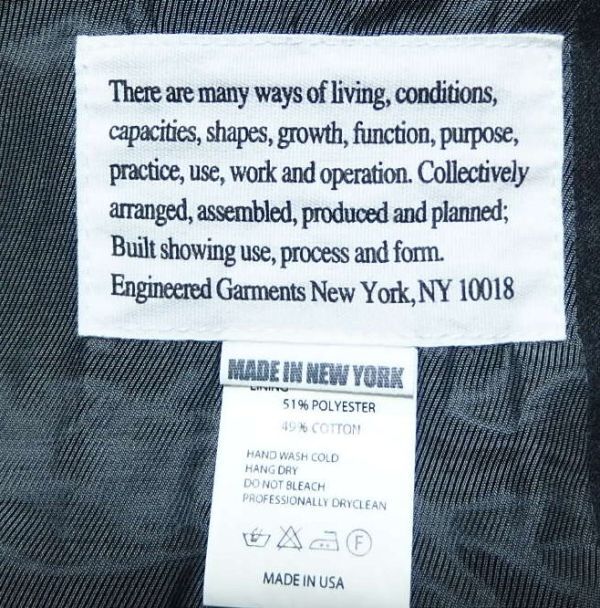 There are many ways of living, conditions,
capacities, shapes, growth, function, purpose,
practice, use, work and operation. Collectively
arranged, assembled, produced and planned;
Built showing use, process and form.
Engineered Garments New York, NY 10018
MADE IN NEW YORK
LINING
51% POLYESTER
49% COTTON
HAND WASH COLD
HANG DRY
DO NOT BLEACH
PROFESSIONALLY DRYCLEAN
F
MADE IN USA